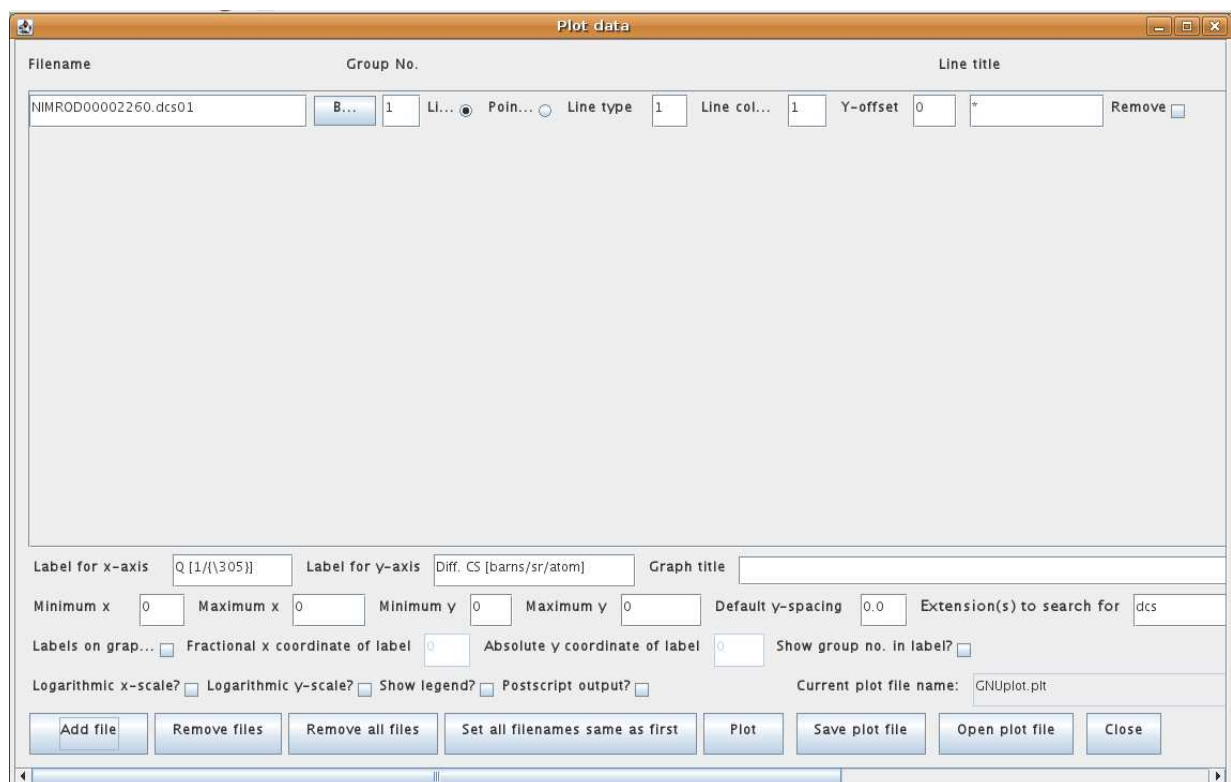 Plot data
Filename Group No. Line title
NIMROD00002260.dcs01 B... 1 Li... Poin... Line type 1 Line col... 1 Y-offset 0 * Remove
Label for x-axis Q [1/{\305}] Label for y-axis Diff. CS [barns/sr/atom] Graph title
Minimum x 0 Maximum x 0 Minimum y 0 Maximum y 0 Default y-spacing 0.0 Extension(s) to search for dcs
Labels on grap... Fractional x coordinate of label 0 Absolute y coordinate of label 0 Show group no. in label?
Logarithmic x-scale? Logarithmic y-scale? Show legend? Postscript output? Current plot file name: GNUplot.plt
Add file Remove files Remove all files Set all filenames same as first Plot Save plot file Open plot file Close